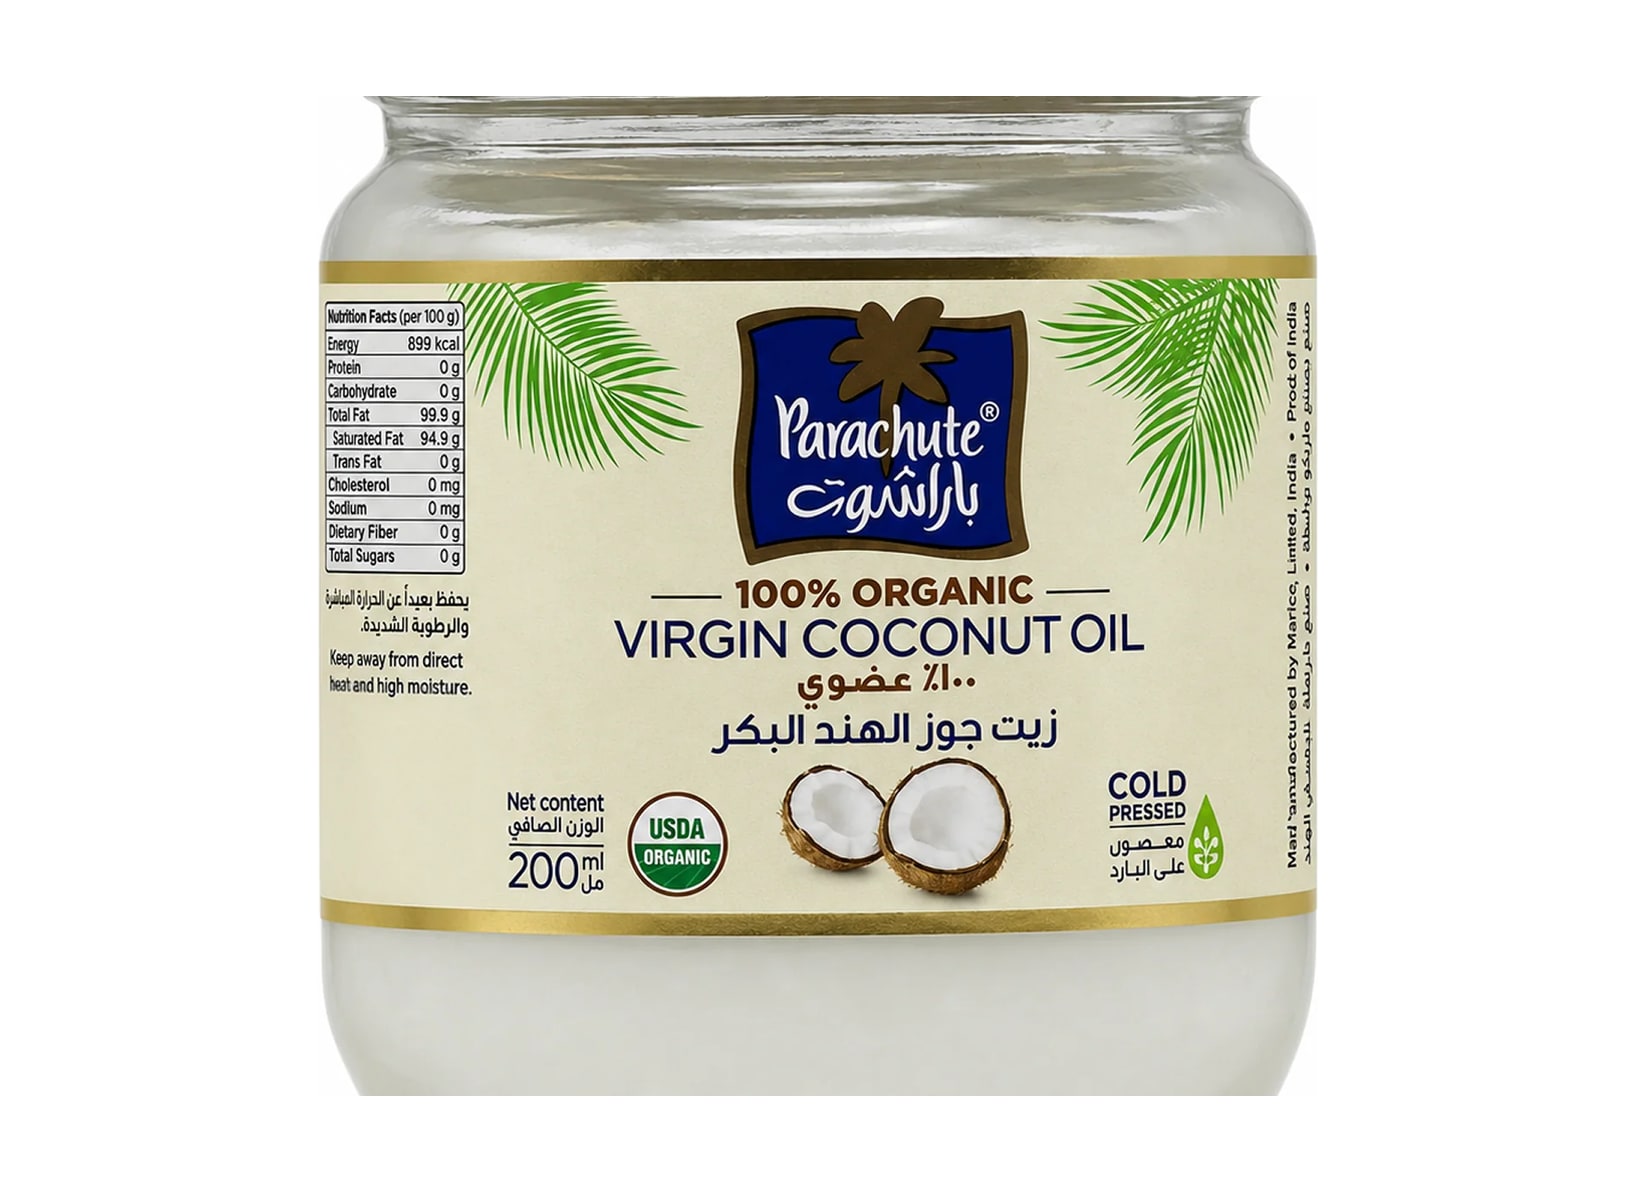 Nutrition Facts (per 100 g)
Energy 899 kcal
Protein 0 g
Carbohydrate 0 g
Total Fat 99.9 g
Saturated Fat 94.9 g
Trans Fat 0 g
Cholesterol 0 mg
Sodium 0 mg
Dietary Fiber 0 g
Total Sugars 0 g
يحفظ بعيداً عن الحرارة المباشرة
والرطوبة الشديدة.
Keep away from direct
heat and high moisture.
Parachute®
باراشوت
100% ORGANIC
VIRGIN COCONUT OIL
١٠٠٪ عضوي
زيت جوز الهند البكر
Net content
الوزن الصافي
200 ml
مل
USDA
ORGANIC
COLD
PRESSED
معصور
على البارد
by Marice, India • Prod: of India